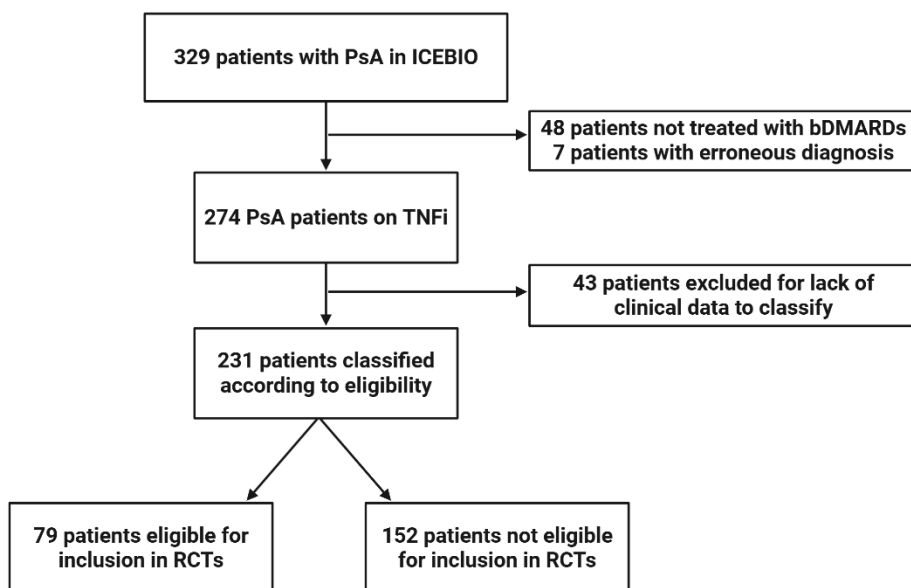 329 patients with PsA in ICEBIO
48 patients not treated with bDMARDs
7 patients with erroneous diagnosis
274 PsA patients on TNFi
43 patients excluded for lack of
clinical data to classify
231 patients classified
according to eligibility
79 patients eligible for
inclusion in RCTs
152 patients not eligible
for inclusion in RCTs